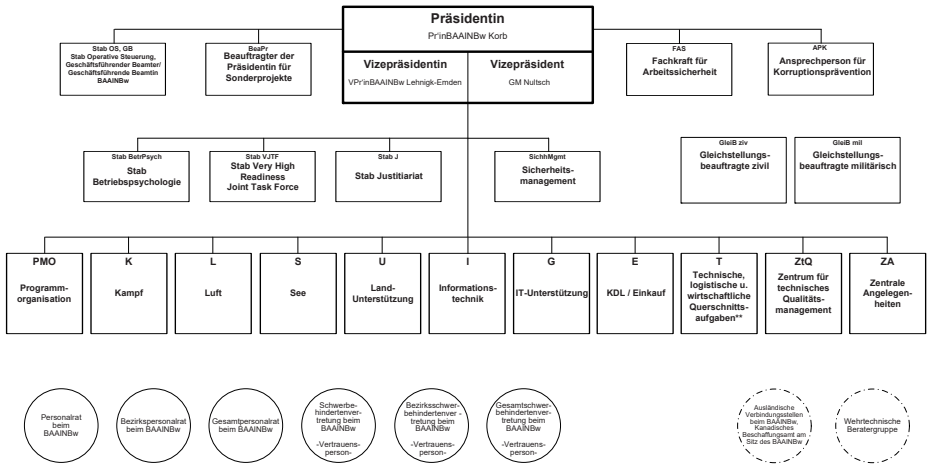 Präsidentin
Pr'inBAAINBw Korb
Vizepräsidentin
VPr'inBAAINBw Lehnigk-Emden
Vizepräsident
GM Nultsch
Stab OS, GB
Stab Operative Steuerung,
Geschäftsführender Beamter/
Geschäftsführende Beamtin
BAAINBw
BeaPr
Beauftragter der
Präsidentin für
Sonderprojekte
FAS
Fachkraft für
Arbeitssicherheit
APK
Ansprechperson für
Korruptionsprävention
Stab BetrPsych
Stab
Betriebspsychologie
Stab VJTF
Stab Very High
Readiness
Joint Task Force
Stab J
Stab Justitiariat
SichhMgmt
Sicherheits-
management
GleiB ziv
Gleichstellungs-
beauftragte zivil
GleiB mil
Gleichstellungs-
beauftragte militärisch
PMO
Programm-
organisation
K
Kampf
L
Luft
S
See
U
Land-
Unterstützung
I
Informations-
technik
G
IT-Unterstützung
E
KDL / Einkauf
T
Technische,
logistische u.
wirtschaftliche
Querschnitts-
aufgaben**
ZtQ
Zentrum für
technisches
Qualitäts-
management
ZA
Zentrale
Angelegen-
heiten
Personalrat
beim
BAAINBw
Bezirkspersonalrat
beim BAAINBw
Gesamtpersonalrat
beim BAAINBw
Schwerbe-
hindertenver-
tretung beim
BAAINBw
-Vertrauens-
person-
Bezirksschwer-
behindertenver -
tretung beim
BAAINBw
-Vertrauens-
person-
Gesamtschwer-
behindertenver-
tretung beim
BAAINBw
-Vertrauens-
person-
Ausländische
Verbindungsstellen
beim BAAINBw,
Kanadisches
Beschaffungsamt am
Sitz des BAAINBw
Wehrtechnische
Beratergruppe